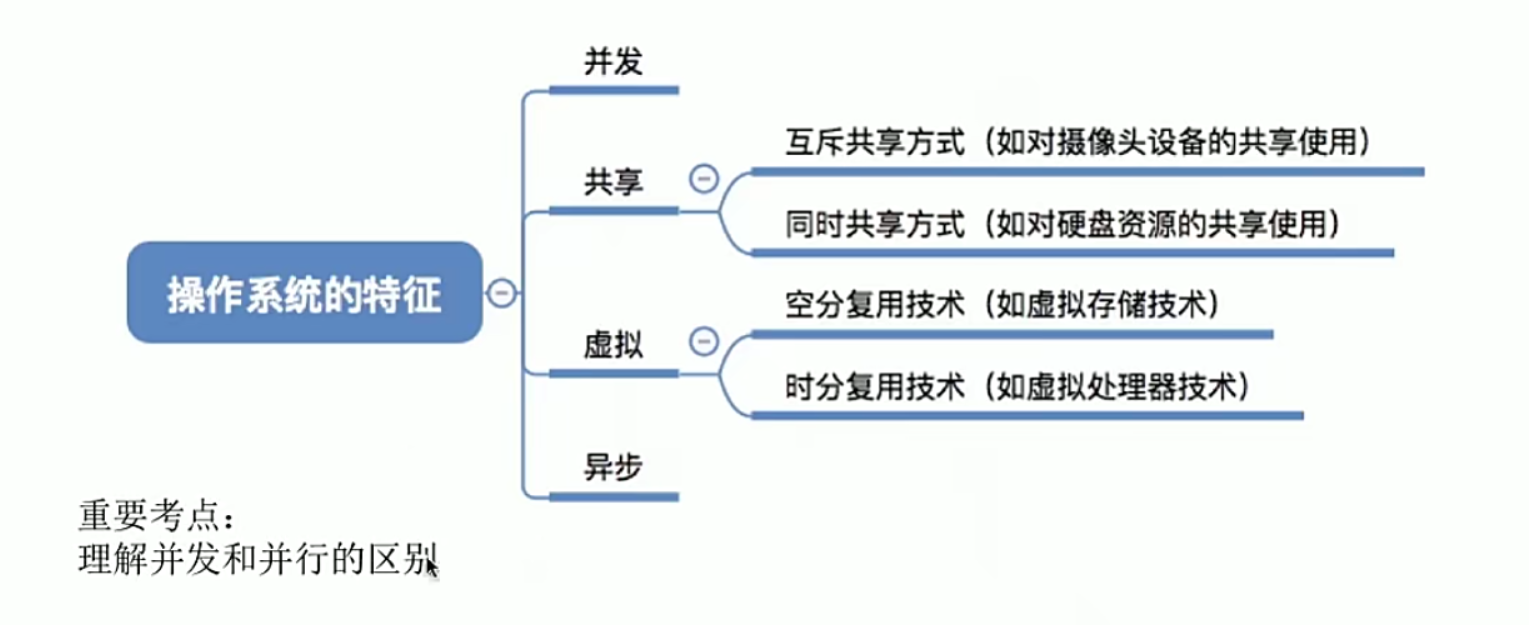 并发
互斥共享方式（如对摄像头设备的共享使用）
共享
同时共享方式（如对硬盘资源的共享使用）
操作系统的特征
空分复用技术（如虚拟存储技术）
虚拟
时分复用技术（如虚拟处理器技术）
异步
重要考点：
理解并发和并行的区别